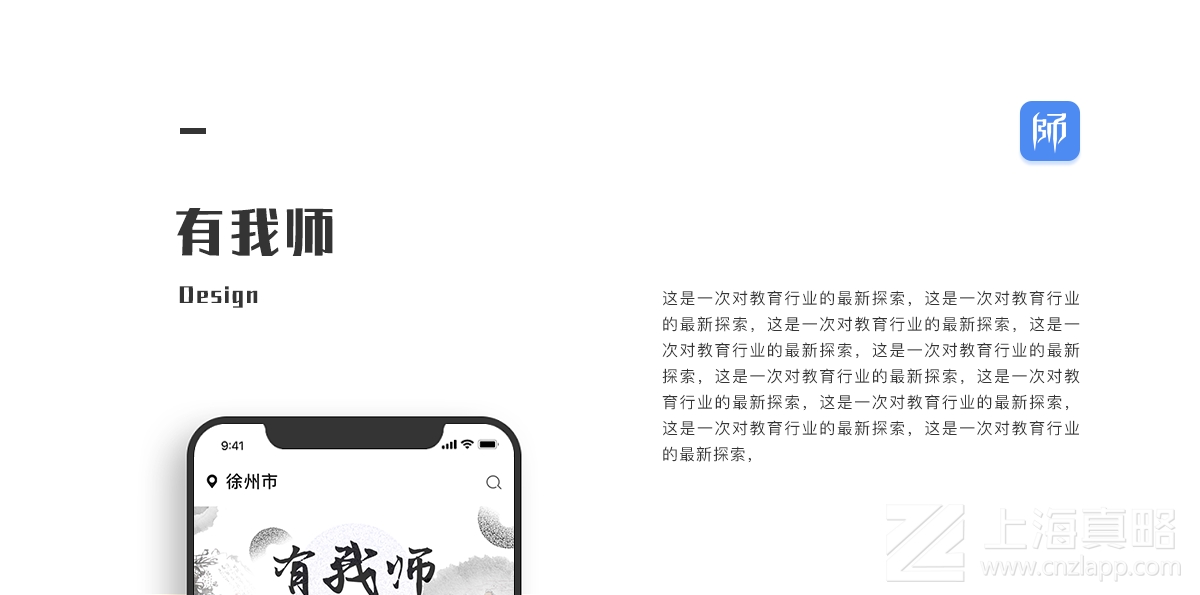 师
有我师
Design
这是一次对教育行业的最新探索，这是一次对教育行业
的最新探索，这是一次对教育行业的最新探索，这是一
次对教育行业的最新探索，这是一次对教育行业的最新
探索，这是一次对教育行业的最新探索，这是一次对教
育行业的最新探索，这是一次对教育行业的最新探索，
这是一次对教育行业的最新探索，这是一次对教育行业
的最新探索，
9:41
徐州市
有我师
上海真略
www.cnzlapp.com